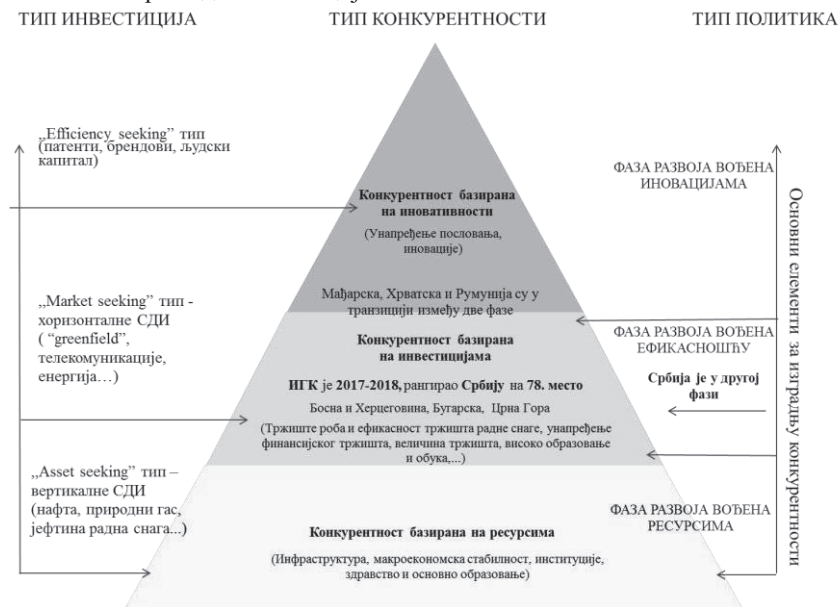 ТИП ИНВЕСТИЦИЈА
ТИП КОНКУРЕНТНОСТИ
ТИП ПОЛИТИКА
„Efficiency seeking” тип
(патенти, брендови, људски
капитал)
Конкурентност базирана
на иновативности
(Унапређење пословања,
иновације)
ФАЗА РАЗВОЈА ВОЂЕНА
ИНОВАЦИЈАМА
Мађарска, Хрватска и Румунија су у
транзицији између две фазе
„Market seeking” тип -
хоризонталне СДИ
( “greenfield”,
телекомуникације,
енергија…)
Конкурентност базирана
на инвестицијама
ИГК је 2017-2018, рангирао Србију на 78. место
Босна и Херцеговина, Бугарска, Црна Гора
(Тржиште роба и ефикасност тржишта радне снаге, унапређење
финансијског тржишта, величина тржишта, високо образовање
и обука,...)
ФАЗА РАЗВОЈА ВОЂЕНА
ЕФИКАСНОШЋУ
Србија је у другој
фази
„Asset seeking” тип –
вертикалне СДИ
(нафта, природни гас,
јефтина радна снага...)
Конкурентност базирана на ресурсима
(Инфраструктура, макроекономска стабилност, институције,
здравство и основно образовање)
ФАЗА РАЗВОЈА ВОЂЕНА
РЕСУРСИМА
Основни елементи за изградњу конкурентности